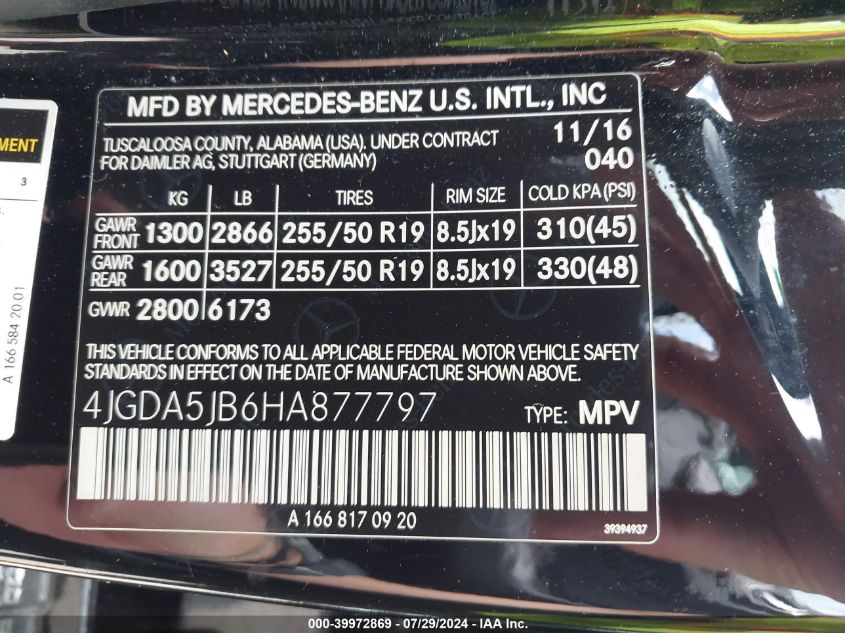 MFD BY MERCEDES-BENZ U.S. INTL., INC
TUSCALOOSA COUNTY, ALABAMA (USA). UNDER CONTRACT 11/16
FOR DAIMLER AG, STUTTGART (GERMANY) 040
KG LB TIRES RIM SIZE COLD KPA (PSI)
GAWR FRONT 1300 2866 255/50 R19 8.5Jx19 310(45)
GAWR REAR 1600 3527 255/50 R19 8.5Jx19 330(48)
GVWR 2800 6173
THIS VEHICLE CONFORMS TO ALL APPLICABLE FEDERAL MOTOR VEHICLE SAFETY
STANDARDS IN EFFECT ON THE DATE OF MANUFACTURE SHOWN ABOVE.
4JGDA5JB6HA877797 TYPE: MPV
A 166 817 09 20
39394937
3
A 166 584 20 01
000-39972869 / 07/29/2024 - IAA Inc.